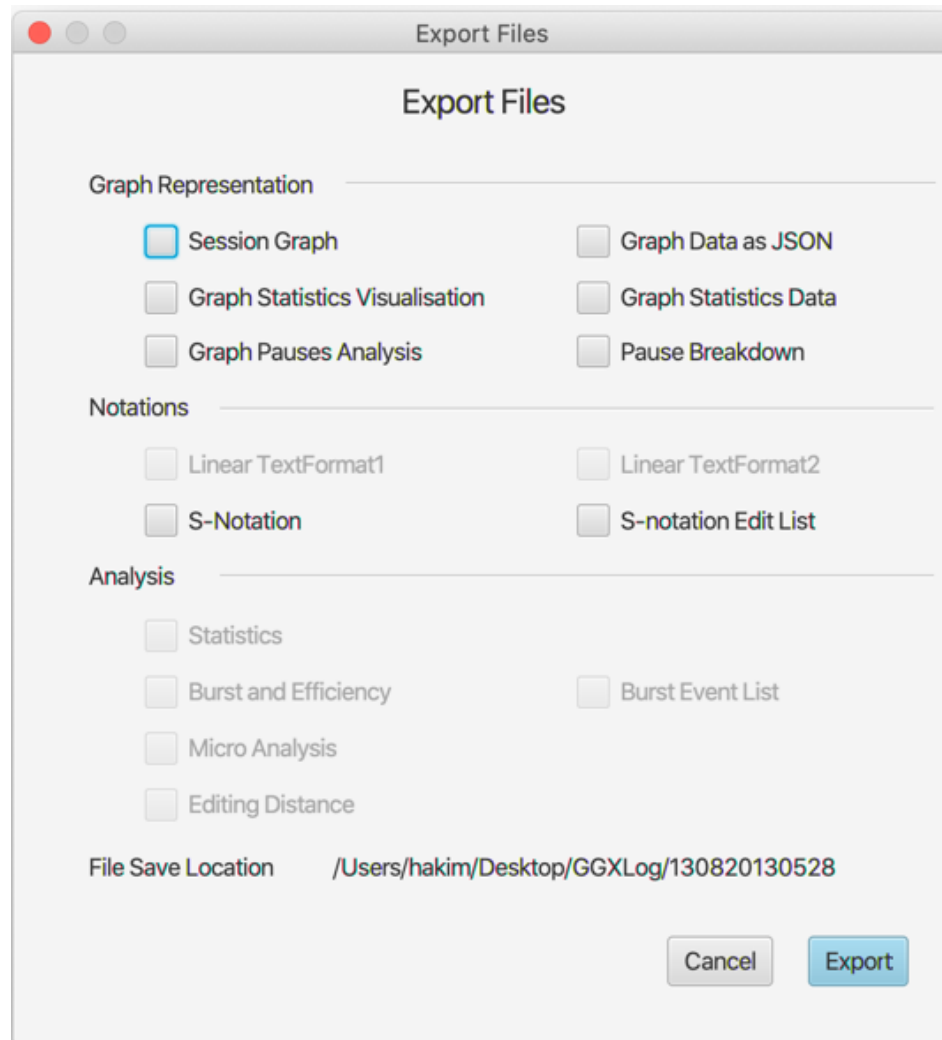 Export Files
Export Files
Graph Representation
Session Graph Graph Data as JSON
Graph Statistics Visualisation Graph Statistics Data
Graph Pauses Analysis Pause Breakdown
Notations
Linear TextFormat1 Linear TextFormat2
S-Notation S-notation Edit List
Analysis
Statistics
Burst and Efficiency Burst Event List
Micro Analysis
Editing Distance
File Save Location /Users/hakim/Desktop/GGXLog/130820130528
Cancel Export